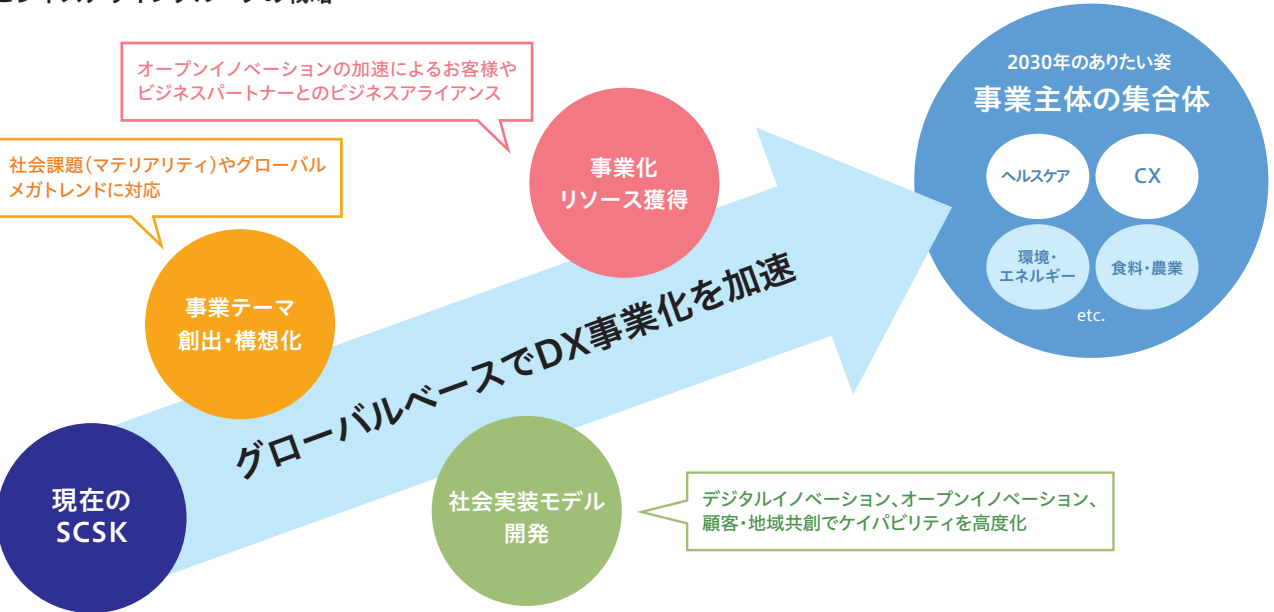 オープンイノベーションの加速によるお客様や
ビジネスパートナーとのビジネスアライアンス
社会課題(マテリアリティ)やグローバル
メガトレンドに対応
事業化
リソース獲得
事業テーマ
創出・構想化
グローバルベースでDX事業化を加速
現在の
SCSK
社会実装モデル
開発
デジタルイノベーション、オープンイノベーション、
顧客・地域共創でケイパビリティを高度化
2030年のありたい姿
事業主体の集合体
ヘルスケア
CX
環境・
エネルギー
食料・農業
etc.